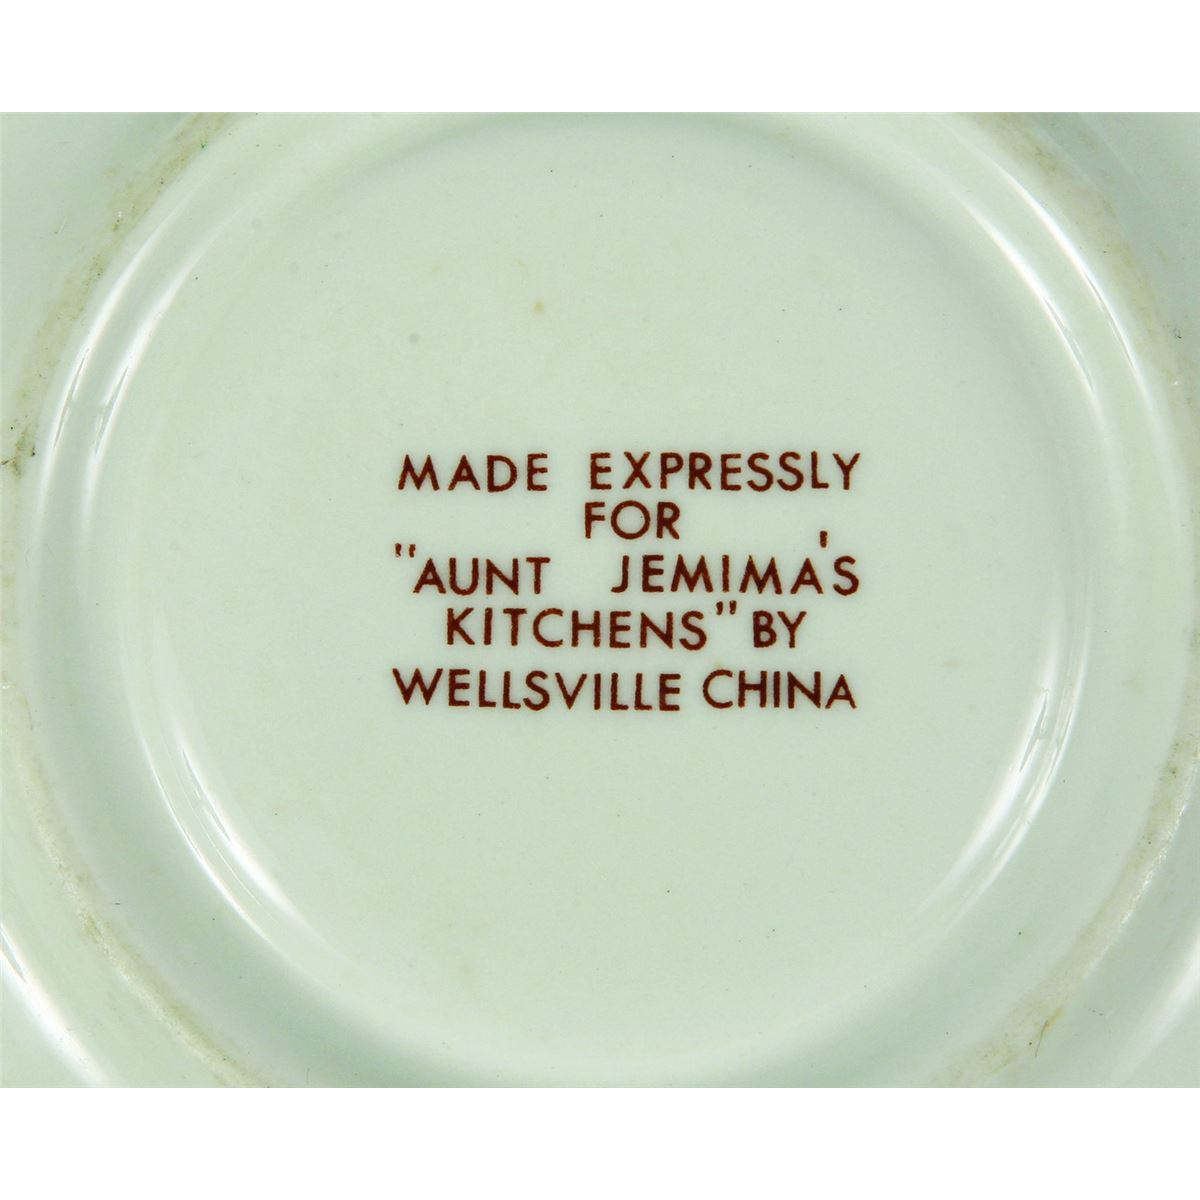 MADE EXPRESSLY
FOR
"AUNT JEMIMA'S
KITCHENS" BY
WELLSVILLE CHINA